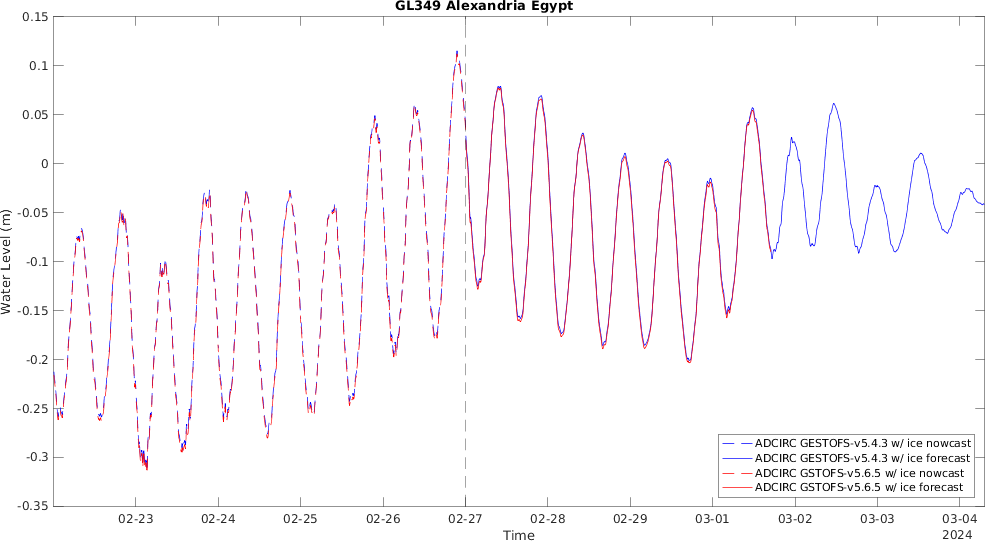 GL349 Alexandria Egypt
0.15
0.1
0.05
0
-0.05
-0.1
-0.15
-0.2
-0.25
-0.3
-0.35
Water Level (m)
ADCIRC GESTOFS-v5.4.3 w/ ice nowcast
ADCIRC GESTOFS-v5.4.3 w/ ice forecast
ADCIRC GSTOFS-v5.6.5 w/ ice nowcast
ADCIRC GSTOFS-v5.6.5 w/ ice forecast
02-23 02-24 02-25 02-26 02-27 02-28 02-29 03-01 03-02 03-03 03-04
Time 2024